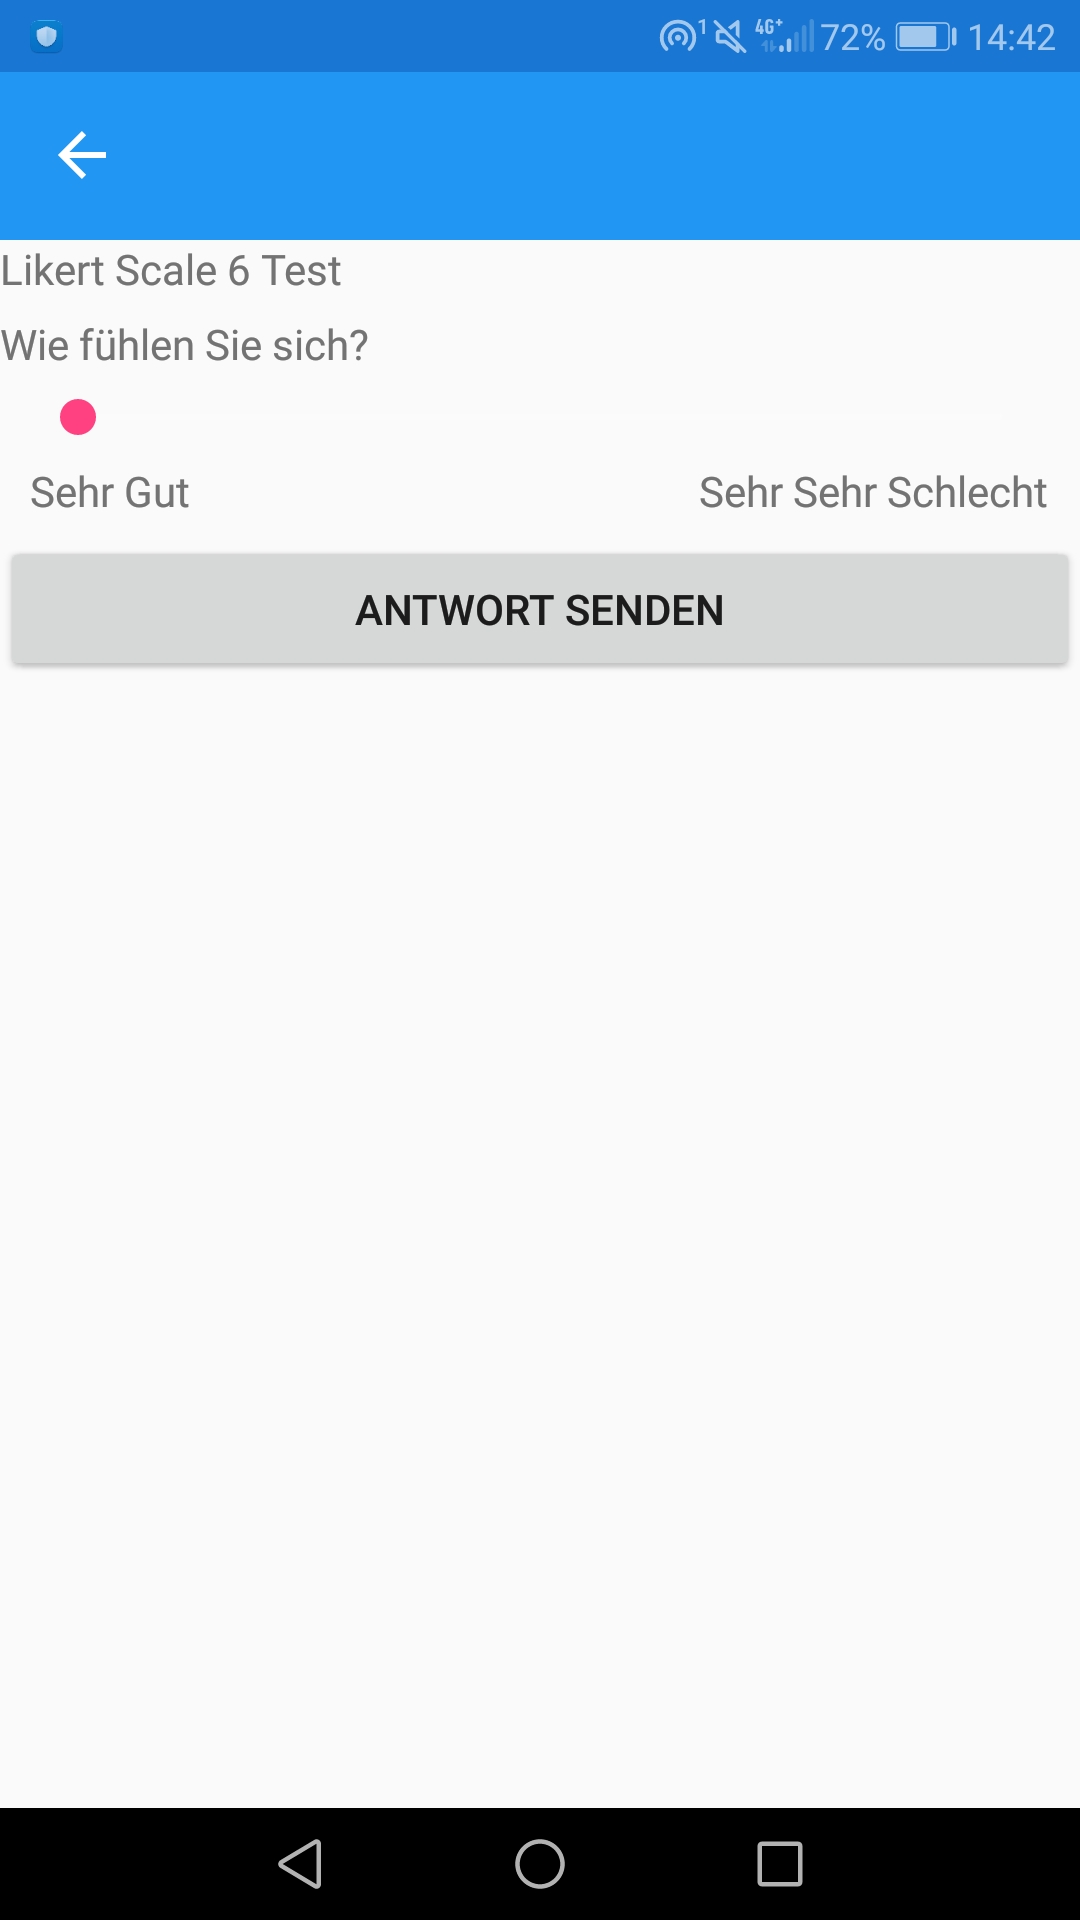 1 4G+ 72% 14:42
Likert Scale 6 Test
Wie fühlen Sie sich?
Sehr Gut Sehr Sehr Schlecht
ANTWORT SENDEN